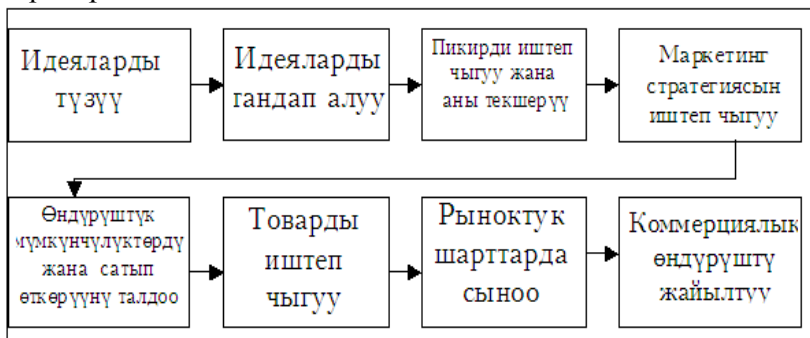 Идеяларды
түзүү
Идеяларды
тандап алуу
Пикирди иштеп
чыгуу жана
аны текшерүү
Маркетинг
стратегиясын
иштеп чыгуу
Өндүрүштүк
мүмкүнчүлүктөрдү
жана сатып
өткөрүүнү талдоо
Товарды
иштеп
чыгуу
Рыноктук
шарттарда
сыноо
Коммерциялык
өндүрүштү
жайылтуу